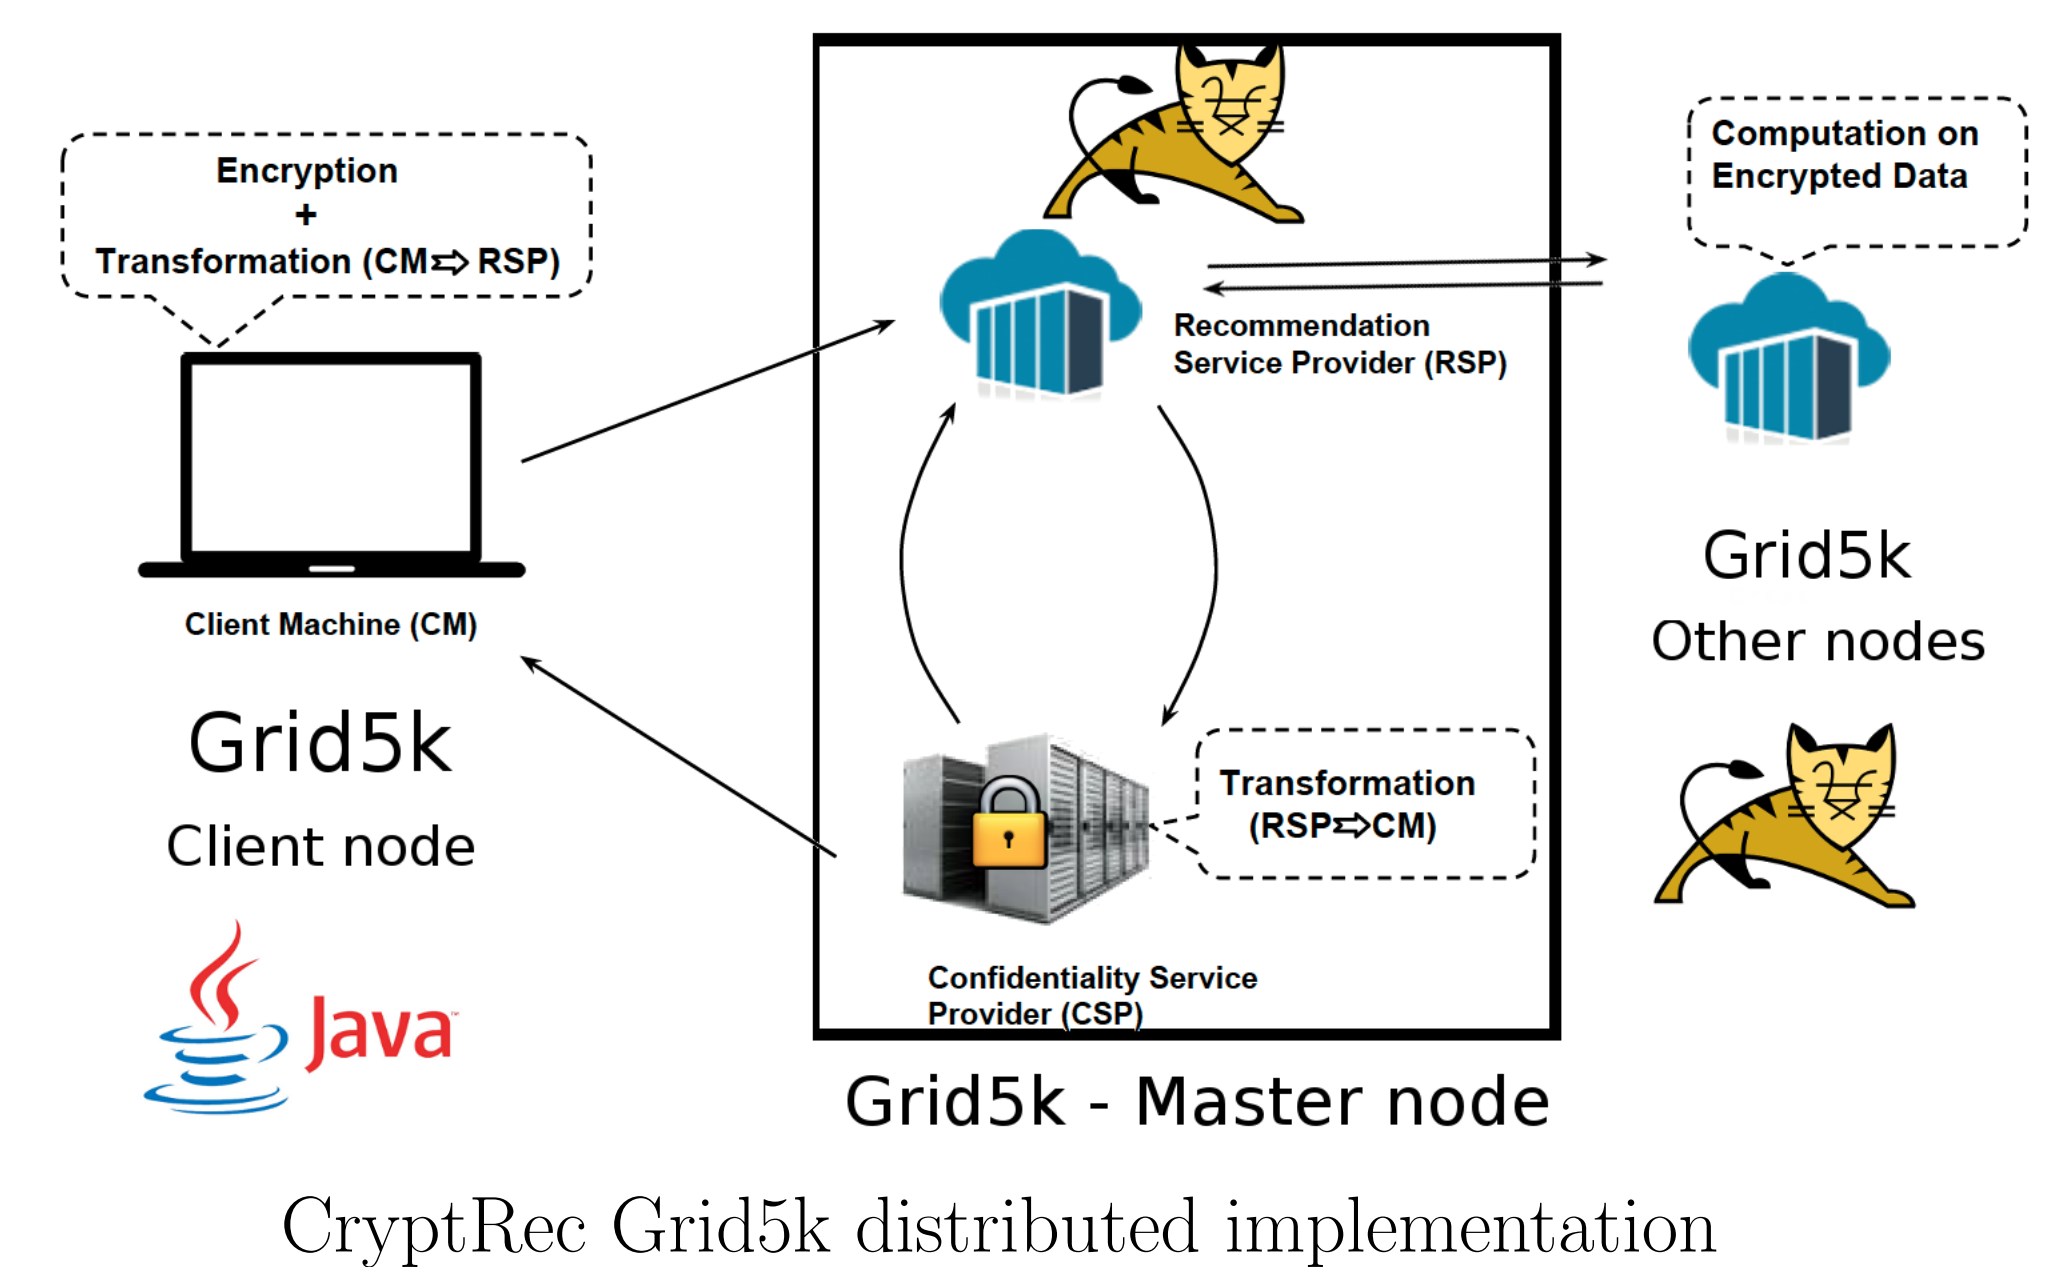 Encryption
+
Transformation (CM⇨ RSP)
Client Machine (CM)
Grid5k
Client node
Java™
Recommendation
Service Provider (RSP)
Transformation
(RSP⇨CM)
Confidentiality Service
Provider (CSP)
Grid5k - Master node
Computation on
Encrypted Data
Grid5k
Other nodes
CryptRec Grid5k distributed implementation